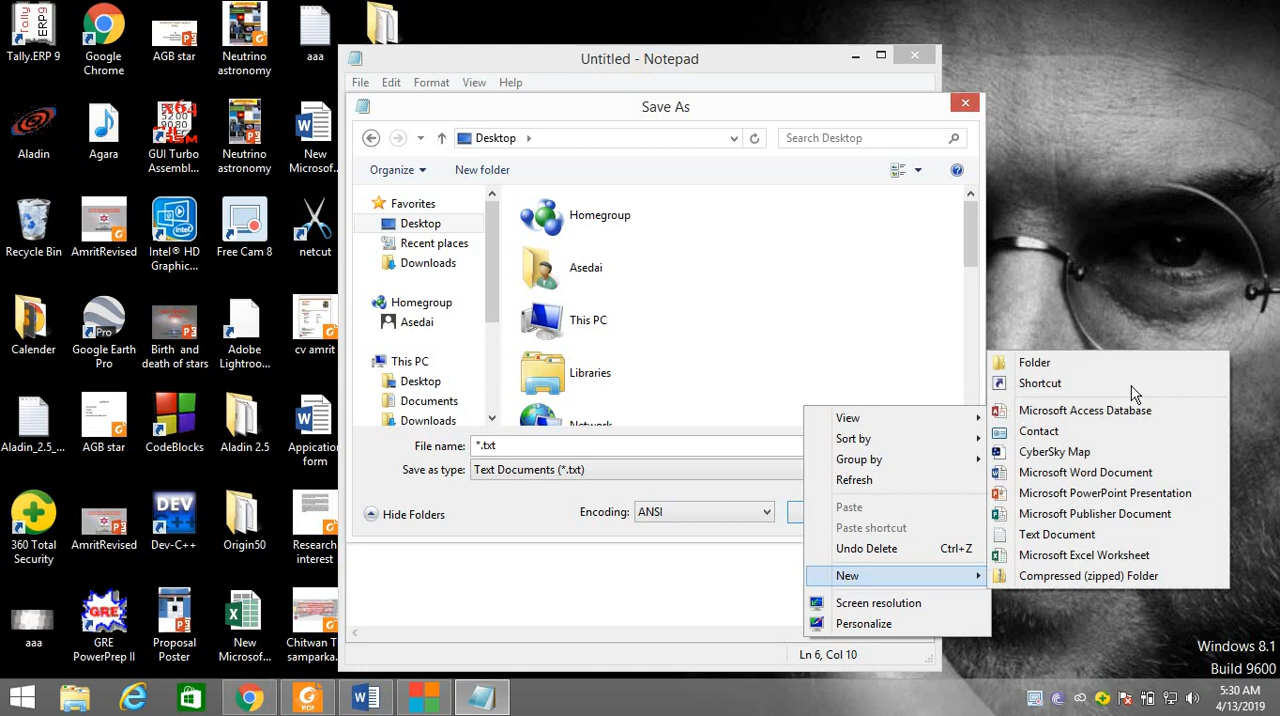 Tally.ERP 9
Google
Chrome
AGB star
Neutrino
astronomy
aaa
Aladin
Agara
GUI Turbo
Assembl...
Neutrino
astronomy
New
Microsof...
Recycle Bin
AmritRevised
Intel® HD
Graphic...
Free Cam 8
netcut
Calender
Google Earth
Pro
Birth and
death of stars
Adobe
Lightroo...
cv amrit
Aladin_2.5_...
AGB star
CodeBlocks
Aladin 2.5
Appication
form
360 Total
Security
AmritRevised
Dev-C++
Origin50
Research
interest
aaa
GRE
PowerPrep II
Proposal
Poster
New
Microsof...
Chitwan T
samparka
Untitled - Notepad
File Edit Format View Help
Save As
Desktop
Search Desktop
Organize
New folder
Favorites
Desktop
Recent places
Downloads
Homegroup
Asedai
This PC
Desktop
Documents
Downloads
Homegroup
Asedai
This PC
Libraries
Network
File name: *.txt
Save as type: Text Documents (*.txt)
Hide Folders
Encoding: ANSI
Ln 6, Col 10
View
Sort by
Group by
Refresh
Paste
Paste shortcut
Undo Delete Ctrl+Z
New
Screen resolution
Personalize
Folder
Shortcut
Microsoft Access Database
Contact
CyberSky Map
Microsoft Word Document
Microsoft PowerPoint Presentation
Microsoft Publisher Document
Text Document
Microsoft Excel Worksheet
Compressed (zipped) Folder
Windows 8.1
Build 9600
5:30 AM
4/13/2019